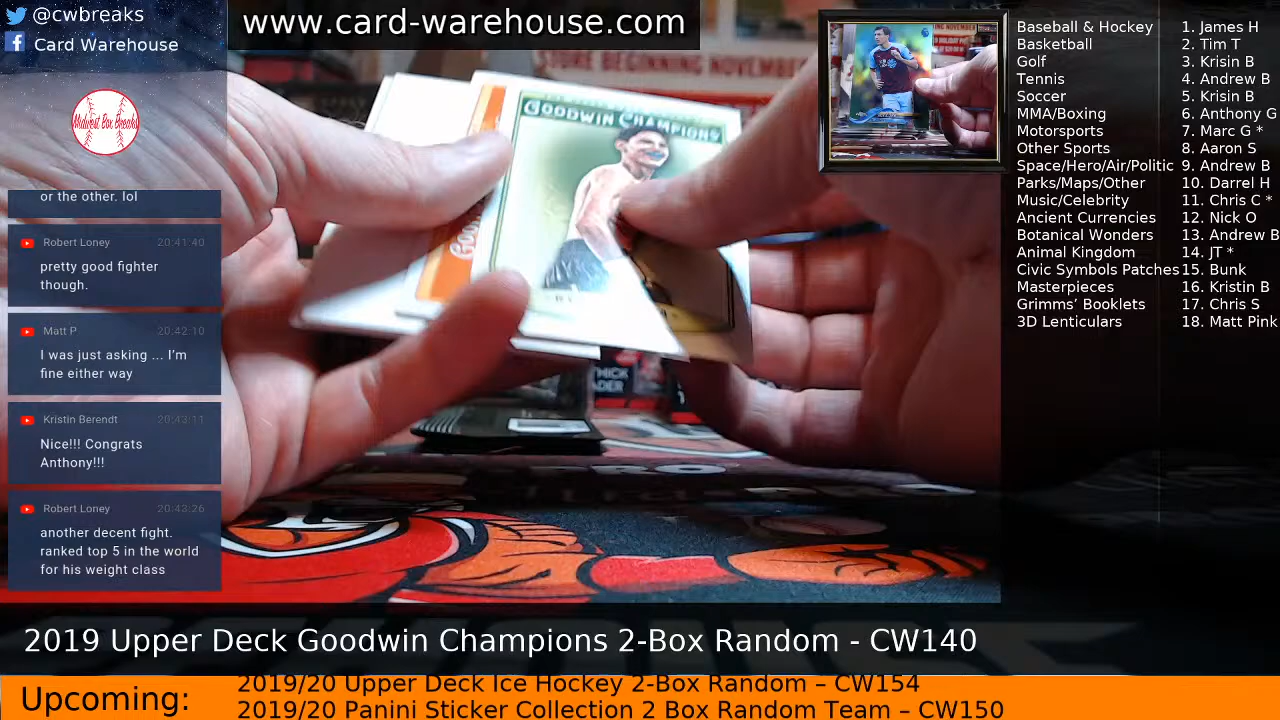 @cwbreaks
Card Warehouse
www.card-warehouse.com
Midwest Box Breaks
or the other. lol
Robert Loney 20:41:40
pretty good fighter
though.
Matt P 20:42:10
I was just asking ... I'm
fine either way
Kristin Berendt 20:43:11
Nice!!! Congrats
Anthony!!!
Robert Loney 20:43:26
another decent fight.
ranked top 5 in the world
for his weight class
STORE BEGINNING NOVEMBER
GOODWIN CHAMPIONS
PRO
Baseball & Hockey 1. James H
Basketball 2. Tim T
Golf 3. Krisin B
Tennis 4. Andrew B
Soccer 5. Krisin B
MMA/Boxing 6. Anthony G
Motorsports 7. Marc G *
Other Sports 8. Aaron S
Space/Hero/Air/Politic 9. Andrew B
Parks/Maps/Other 10. Darrel H
Music/Celebrity 11. Chris C *
Ancient Currencies 12. Nick O
Botanical Wonders 13. Andrew B
Animal Kingdom 14. JT *
Civic Symbols Patches 15. Bunk
Masterpieces 16. Kristin B
Grimms' Booklets 17. Chris S
3D Lenticulars 18. Matt Pink
2019 Upper Deck Goodwin Champions 2-Box Random - CW140
Upcoming:
2019/20 Upper Deck Ice Hockey 2-Box Random – CW154
2019/20 Panini Sticker Collection 2 Box Random Team – CW150